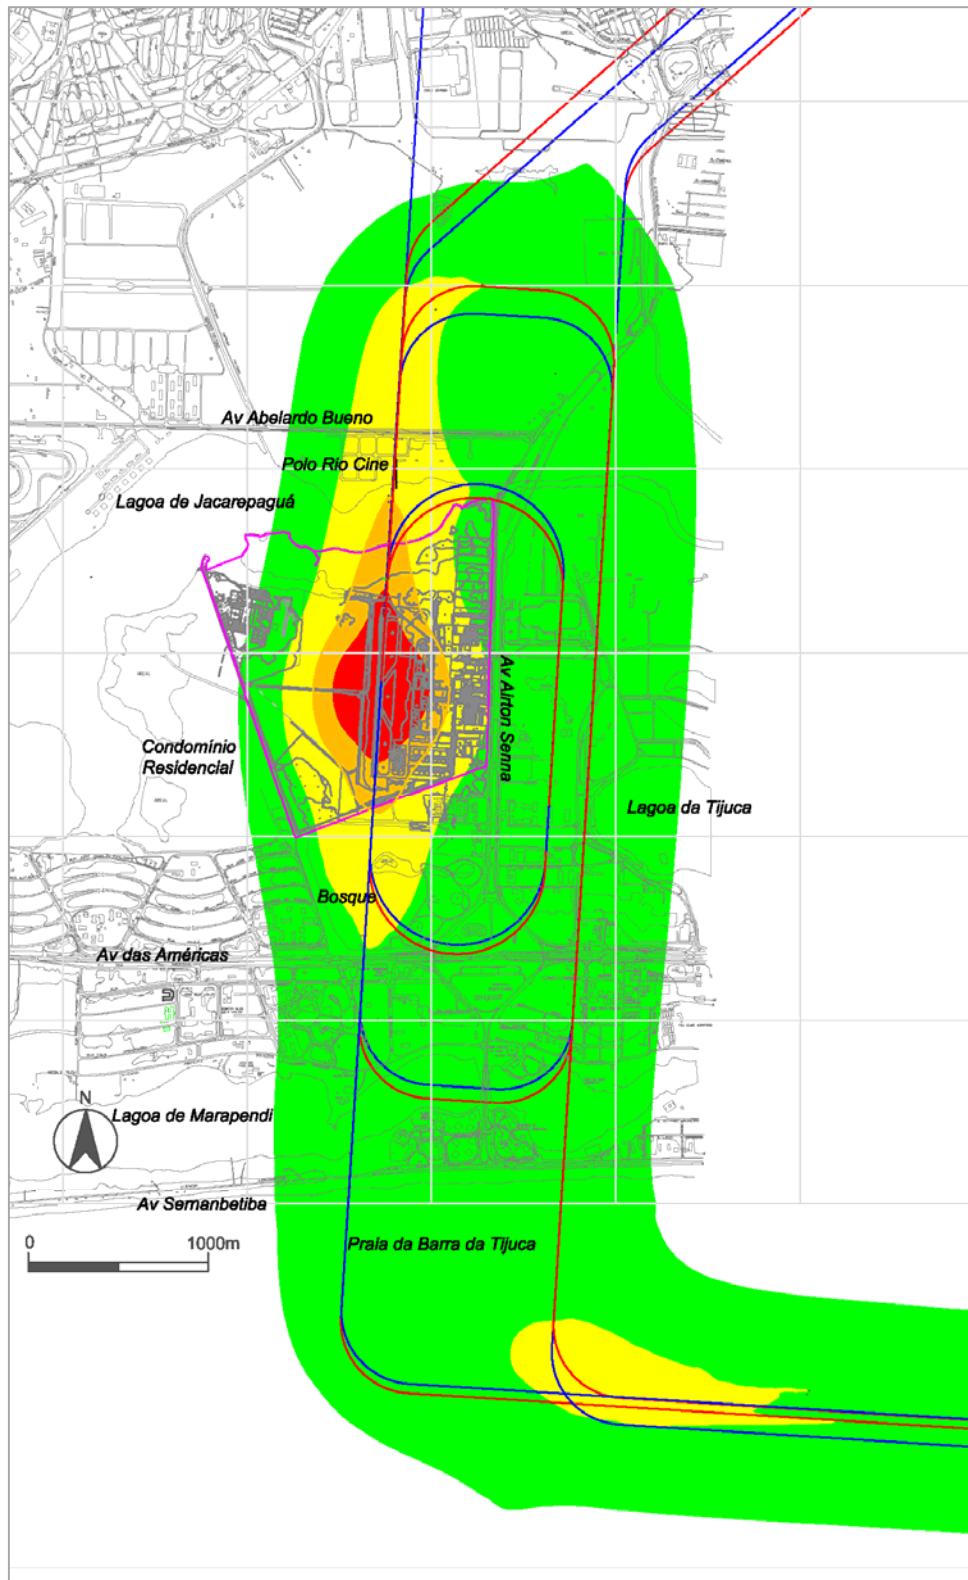 Av Abelardo Bueno
Polo Rio Cine
Lagoa de Jacarepaguá
Av Airton Senna
Condomínio
Residencial
Lagoa da Tijuca
Bosque
Av das Américas
N
Lagoa de Marapendi
Av Sernanbetiba
0
1000m
Praia da Barra da Tijuca